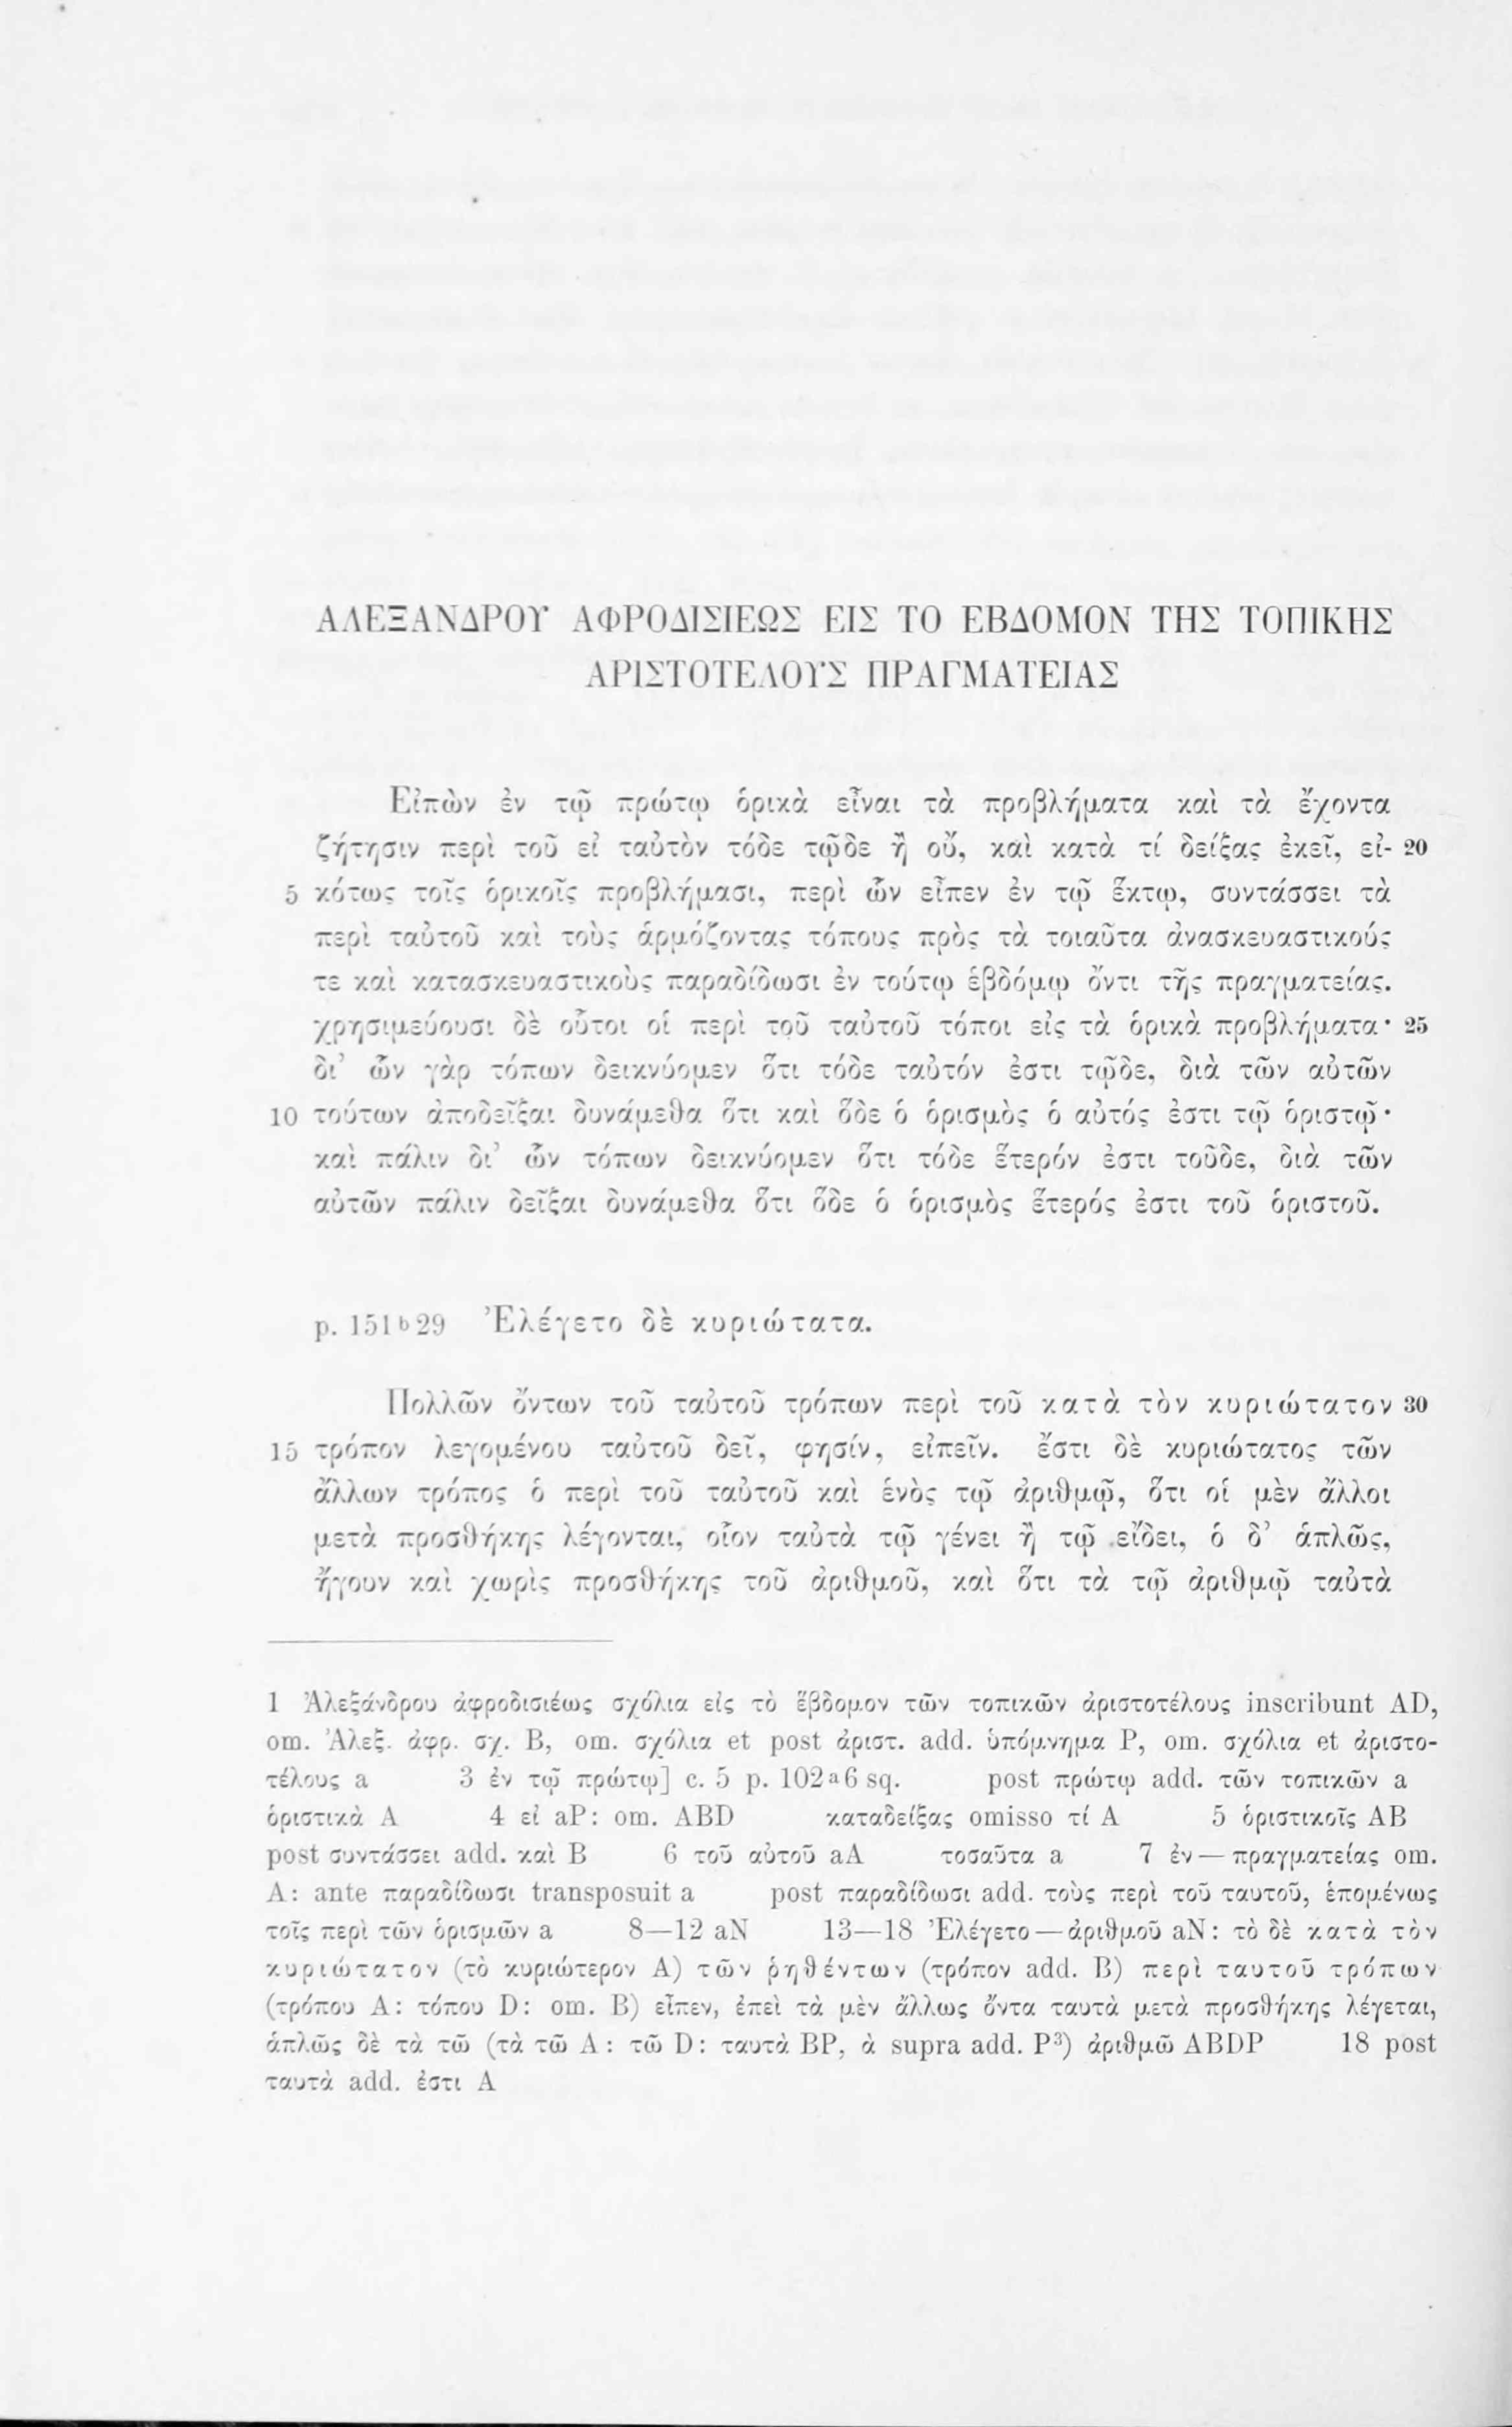 ΑΛΕΞΑΝΔΡΟΥ ΑΦΡΟΔΙΣΙΕΩΣ ΕΙΣ ΤΟ ΕΒΔΟΜΟΝ ΤΗΣ ΤΟΠΙΚΗΣ
ΑΡΙΣΤΟΤΕΛΟΥΣ ΠΡΑΓΜΑΤΕΙΑΣ
Εἰπὼν ἐν τῷ πρώτῳ ὁρικὰ εἶναι τὰ προβλήματα καὶ τὰ ἔχοντα
ζήτησιν περὶ τοῦ εἰ ταὐτὸν τόδε τῷδε ἢ οὔ, καὶ κατὰ τί δείξας ἐκεῖ, εἰ- 20
5 κότως τοῖς ὁρικοῖς προβλήμασι, περὶ ὧν εἶπεν ἐν τῷ ἕκτῳ, συντάσσει τὰ
περὶ ταὐτοῦ καὶ τοὺς ἁρμόζοντας τόπους πρὸς τὰ τοιαῦτα ἀνασκευαστικούς
τε καὶ κατασκευαστικοὺς παραδίδωσι ἐν τούτῳ ἑβδόμῳ ὄντι τῆς πραγματείας.
χρησιμεύουσι δὲ οὗτοι οἱ περὶ τοῦ ταὐτοῦ τόποι εἰς τὰ ὁρικὰ προβλήματα· 25
δι’ ὧν γὰρ τόπων δεικνύομεν ὅτι τόδε ταὐτόν ἐστι τῷδε, διὰ τῶν αὐτῶν
10 τούτων ἀποδεῖξαι δυνάμεθα ὅτι καὶ ὅδε ὁ ὁρισμὸς ὁ αὐτός ἐστι τῷ ὁριστῷ·
καὶ πάλιν δι’ ὧν τόπων δεικνύομεν ὅτι τόδε ἕτερόν ἐστι τοῦδε, διὰ τῶν
αὐτῶν πάλιν δεῖξαι δυνάμεθα ὅτι ὅδε ὁ ὁρισμὸς ἕτερός ἐστι τοῦ ὁριστοῦ.
p. 151b29 Ἐλέγετο δὲ κυριώτατα.
Πολλῶν ὄντων τοῦ ταὐτοῦ τρόπων περὶ τοῦ κατὰ τὸν κυριώτατον 30
15 τρόπον λεγομένου ταὐτοῦ δεῖ, φησίν, εἰπεῖν. ἔστι δὲ κυριώτατος τῶν
ἄλλων τρόπος ὁ περὶ τοῦ ταὐτοῦ καὶ ἑνὸς τῷ ἀριθμῷ, ὅτι οἱ μὲν ἄλλοι
μετὰ προσθήκης λέγονται, οἷον ταὐτὰ τῷ γένει ἢ τῷ εἴδει, ὁ δ’ ἁπλῶς,
ἤγουν καὶ χωρὶς προσθήκης τοῦ ἀριθμοῦ, καὶ ὅτι τὰ τῷ ἀριθμῷ ταὐτὰ
1 Ἀλεξάνδρου ἀφροδισιέως σχόλια εἰς τὸ ἕβδομον τῶν τοπικῶν ἀριστοτέλους inscribunt AD,
om. Ἀλεξ. ἀφρ. σχ. B, om. σχόλια et post ἀριστ. add. ὑπόμνημα P, om. σχόλια et ἀριστο-
τέλους a 3 ἐν τῷ πρώτῳ] c. 5 p. 102a6 sq. post πρώτῳ add. τῶν τοπικῶν a
ὁριστικὰ A 4 εἰ aP: om. ABD καταδείξας omisso τί A 5 ὁριστικοῖς AB
post συντάσσει add. καὶ B 6 τοῦ αὐτοῦ aA τοσαῦτα a 7 ἐν — πραγματείας om.
A: ante παραδίδωσι transposuit a post παραδίδωσι add. τοὺς περὶ τοῦ ταυτοῦ, ἑπομένως
τοῖς περὶ τῶν ὁρισμῶν a 8—12 aN 13—18 Ἐλέγετο — ἀριθμοῦ aN: τὸ δὲ κατὰ τὸν
κυριώτατον (τὸ κυριώτερον A) τῶν ῥηθέντων (τρόπον add. B) περὶ ταυτοῦ τρόπων
(τρόπου A: τόπου D: om. B) εἶπεν, ἐπεὶ τὰ μὲν ἄλλως ὄντα ταυτὰ μετὰ προσθήκης λέγεται,
ἁπλῶς δὲ τὰ τῶ (τὰ τῶ A: τῶ D: ταυτὰ BP, ὰ supra add. P³) ἀριθμῶ ABDP 18 post
ταυτὰ add. ἐστι A